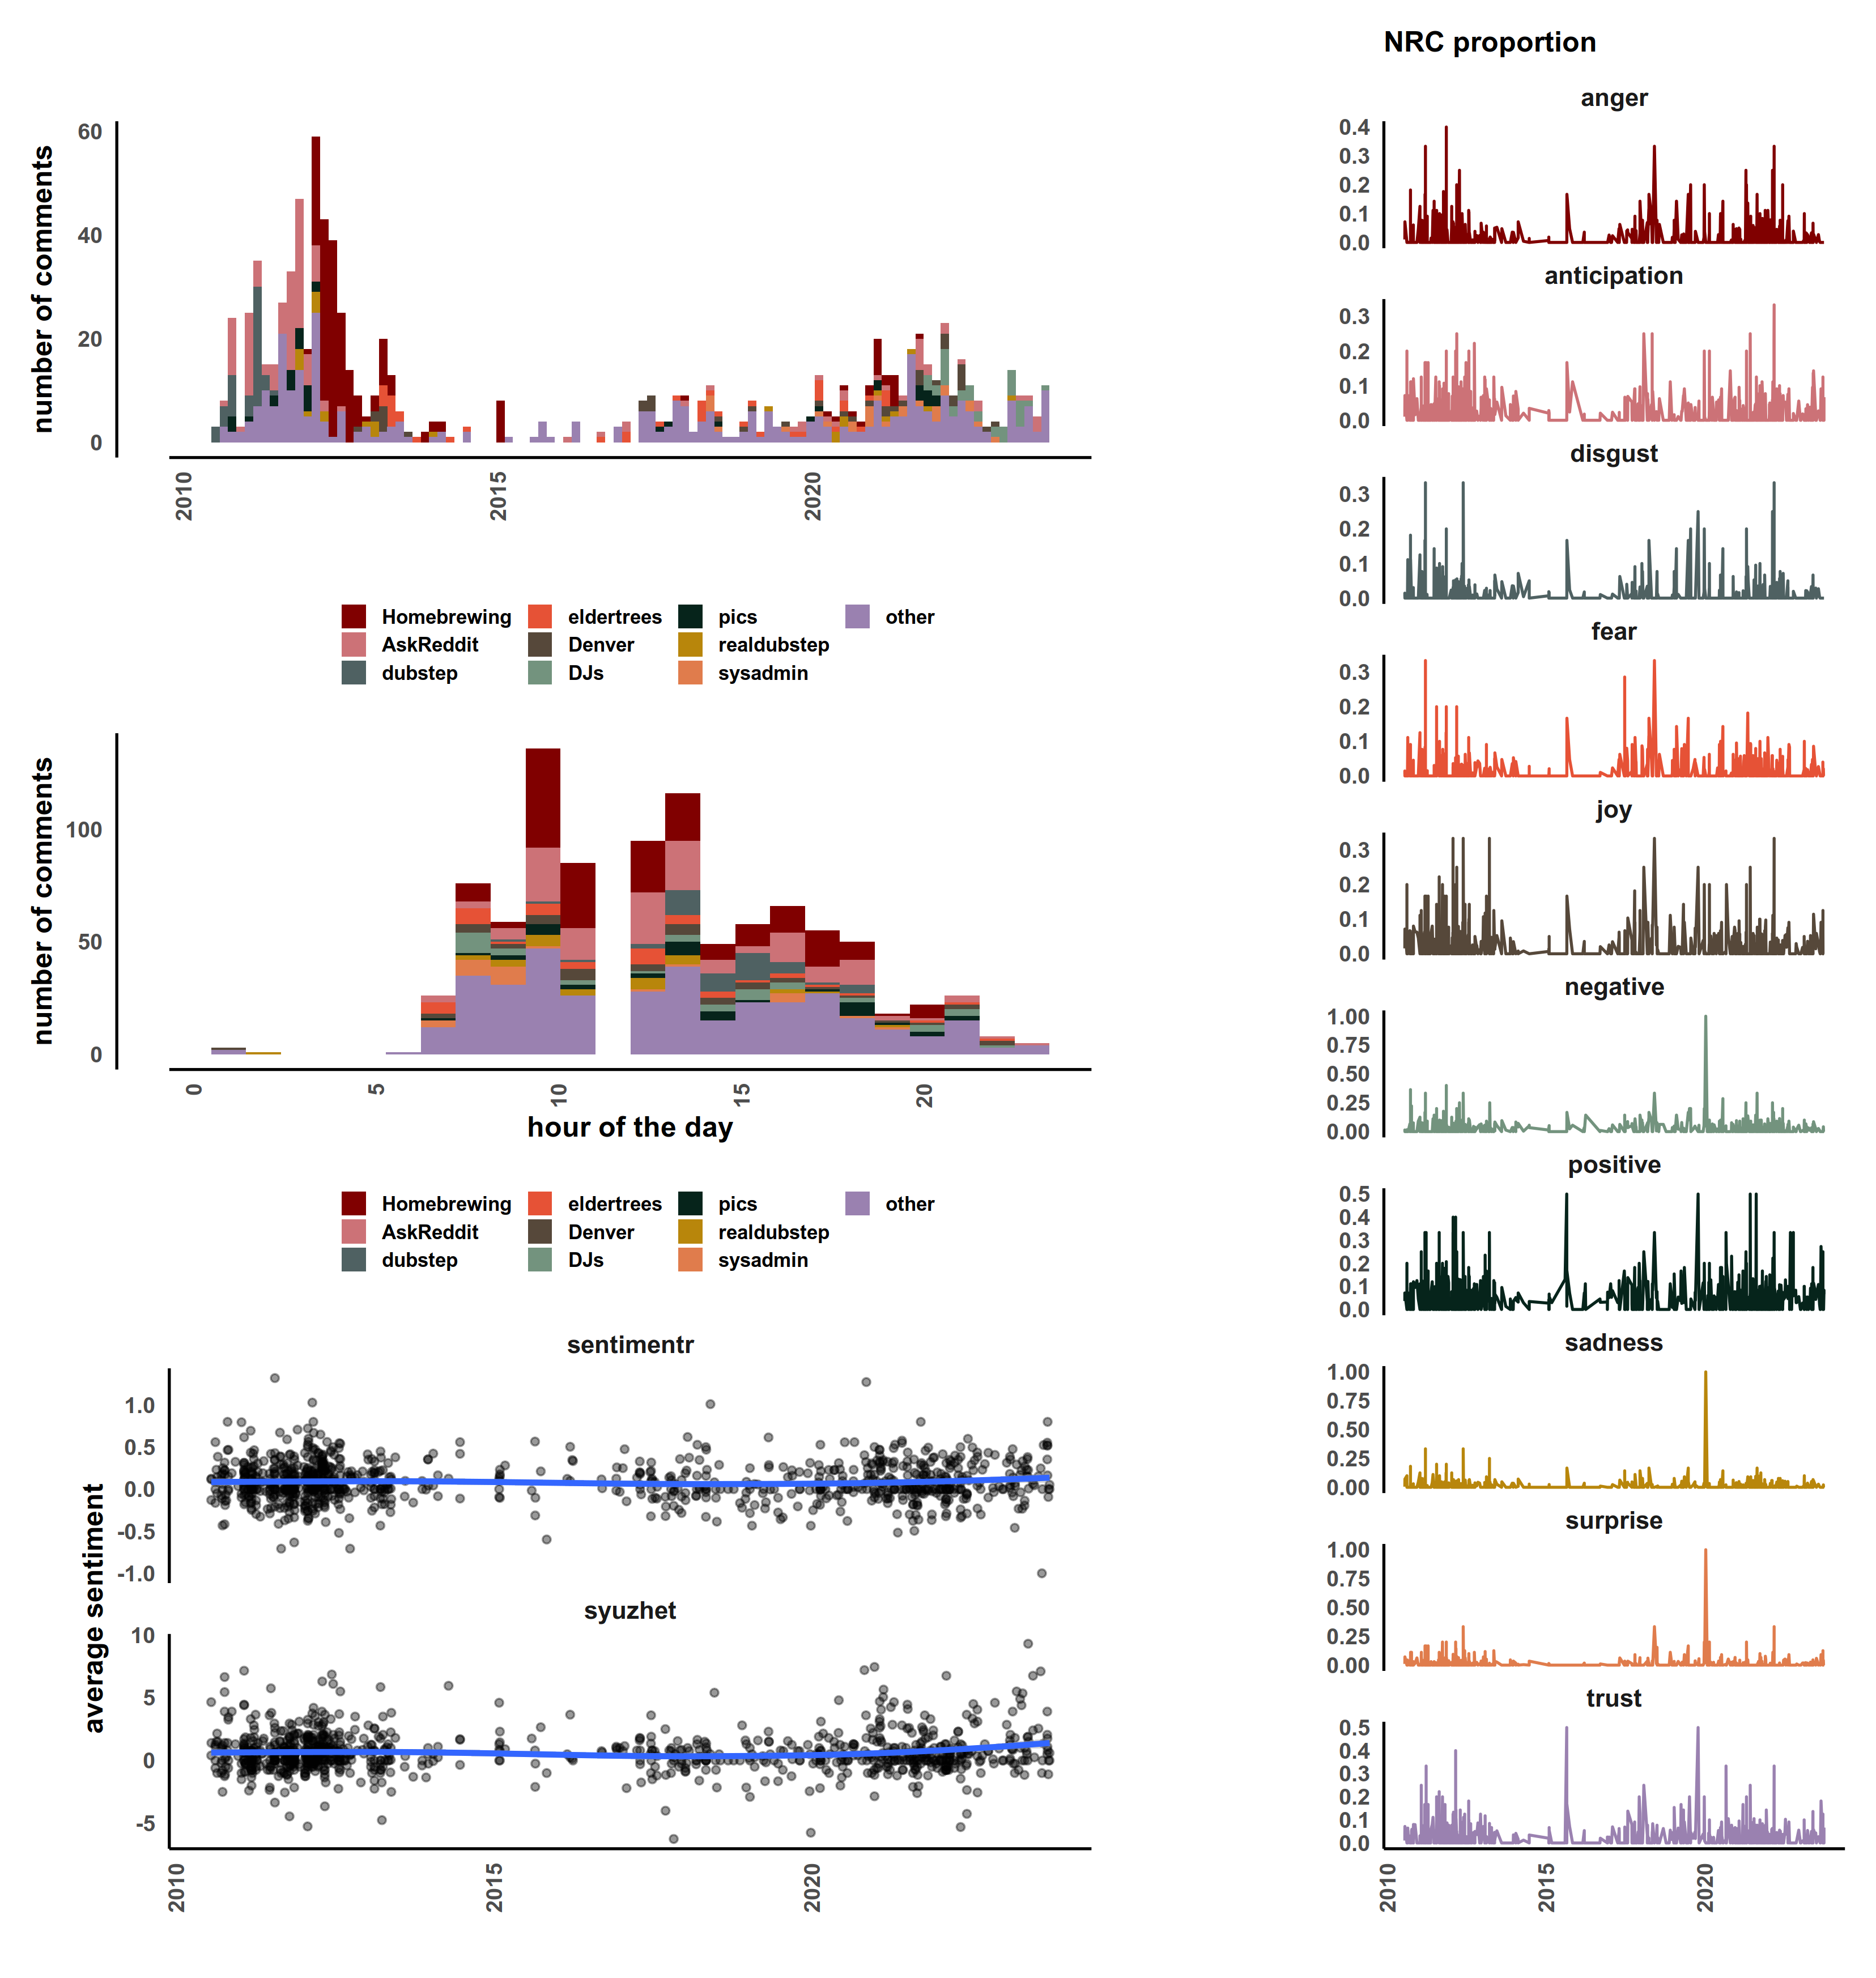 number of comments
60
40
20
0
2010 2015 2020
Homebrewing eldertrees pics other
AskReddit Denver realdubstep
dubstep DJs sysadmin
number of comments
100
50
0
0 5 10 15 20
hour of the day
Homebrewing eldertrees pics other
AskReddit Denver realdubstep
dubstep DJs sysadmin
average sentiment
sentimentr
1.0
0.5
0.0
-0.5
-1.0
syuzhet
10
5
0
-5
2010 2015 2020
NRC proportion
anger
0.4
0.3
0.2
0.1
0.0
anticipation
0.3
0.2
0.1
0.0
disgust
0.3
0.2
0.1
0.0
fear
0.3
0.2
0.1
0.0
joy
0.3
0.2
0.1
0.0
negative
1.00
0.75
0.50
0.25
0.00
positive
0.5
0.4
0.3
0.2
0.1
0.0
sadness
1.00
0.75
0.50
0.25
0.00
surprise
1.00
0.75
0.50
0.25
0.00
trust
0.5
0.4
0.3
0.2
0.1
0.0
2010 2015 2020